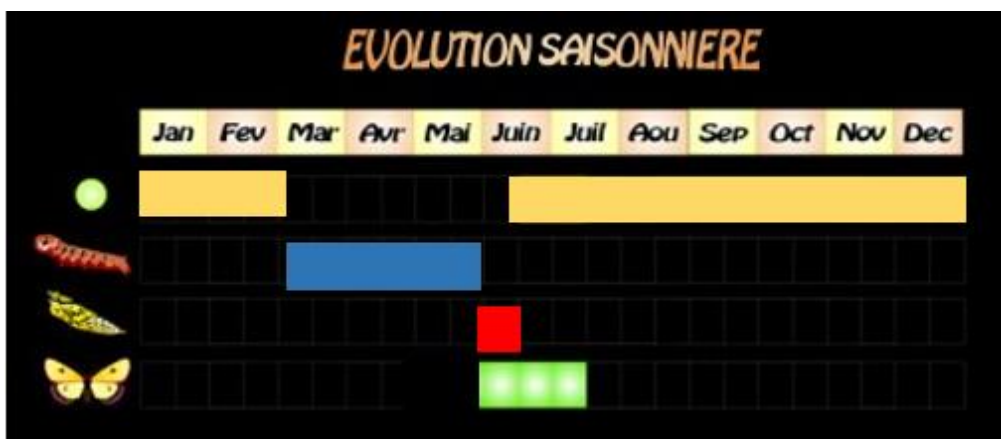 EVOLUTION SAISONNIERE
Jan Fev Mar Avr Mai Juin Juil Aou Sep Oct Nov Dec